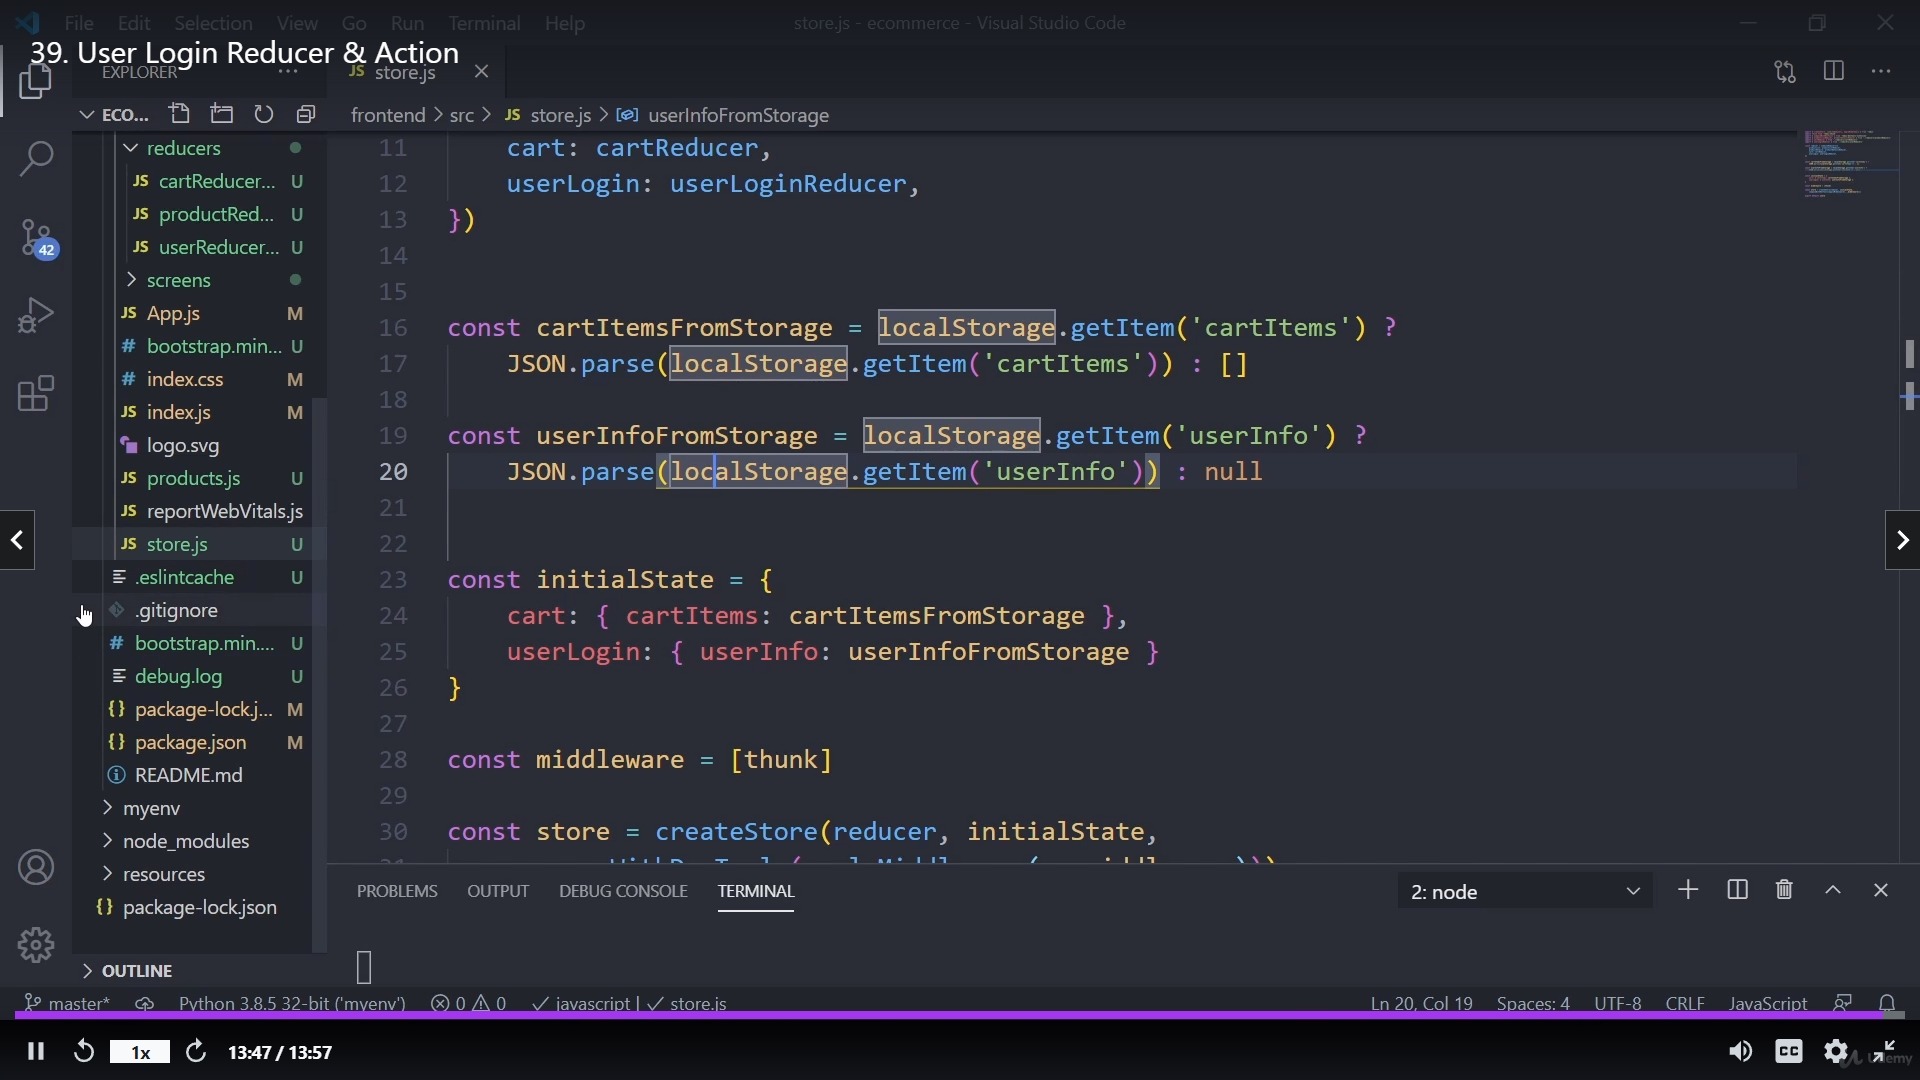 File Edit Selection View Go Run Terminal Help
store.js - ecommerce - Visual Studio Code
39. User Login Reducer & Action
EXPLORER
JS store.js
ECO...
frontend > src > JS store.js > userInfoFromStorage
reducers
JS cartReducer... U
JS productRed... U
JS userReducer... U
screens
JS App.js M
# bootstrap.min... U
# index.css M
JS index.js M
logo.svg
JS products.js U
JS reportWebVitals.js
JS store.js U
.eslintcache U
.gitignore
# bootstrap.min.... U
debug.log U
{} package-lock.j... M
{} package.json M
README.md
myenv
node_modules
resources
{} package-lock.json
OUTLINE
42
11 cart: cartReducer,
12 userLogin: userLoginReducer,
13 })
14
15
16 const cartItemsFromStorage = localStorage.getItem('cartItems') ?
17 JSON.parse(localStorage.getItem('cartItems')) : []
18
19 const userInfoFromStorage = localStorage.getItem('userInfo') ?
20 JSON.parse(localStorage.getItem('userInfo')) : null
21
22
23 const initialState = {
24 cart: { cartItems: cartItemsFromStorage },
25 userLogin: { userInfo: userInfoFromStorage }
26 }
27
28 const middleware = [thunk]
29
30 const store = createStore(reducer, initialState,
PROBLEMS OUTPUT DEBUG CONSOLE TERMINAL
2: node
master* Python 3.8.5 32-bit ('myenv') 0 0 javascript | store.js
Ln 20, Col 19 Spaces: 4 UTF-8 CRLF JavaScript
1x 13:47 / 13:57
CC
Udemy